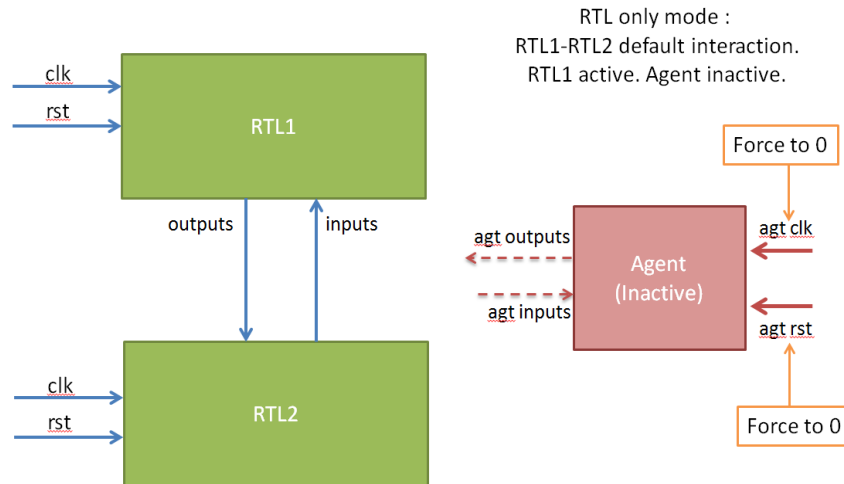 RTL only mode :
RTL1-RTL2 default interaction.
RTL1 active. Agent inactive.
clk
rst
RTL1
outputs
inputs
clk
rst
RTL2
Force to 0
agt clk
agt outputs
Agent
(Inactive)
agt inputs
agt rst
Force to 0